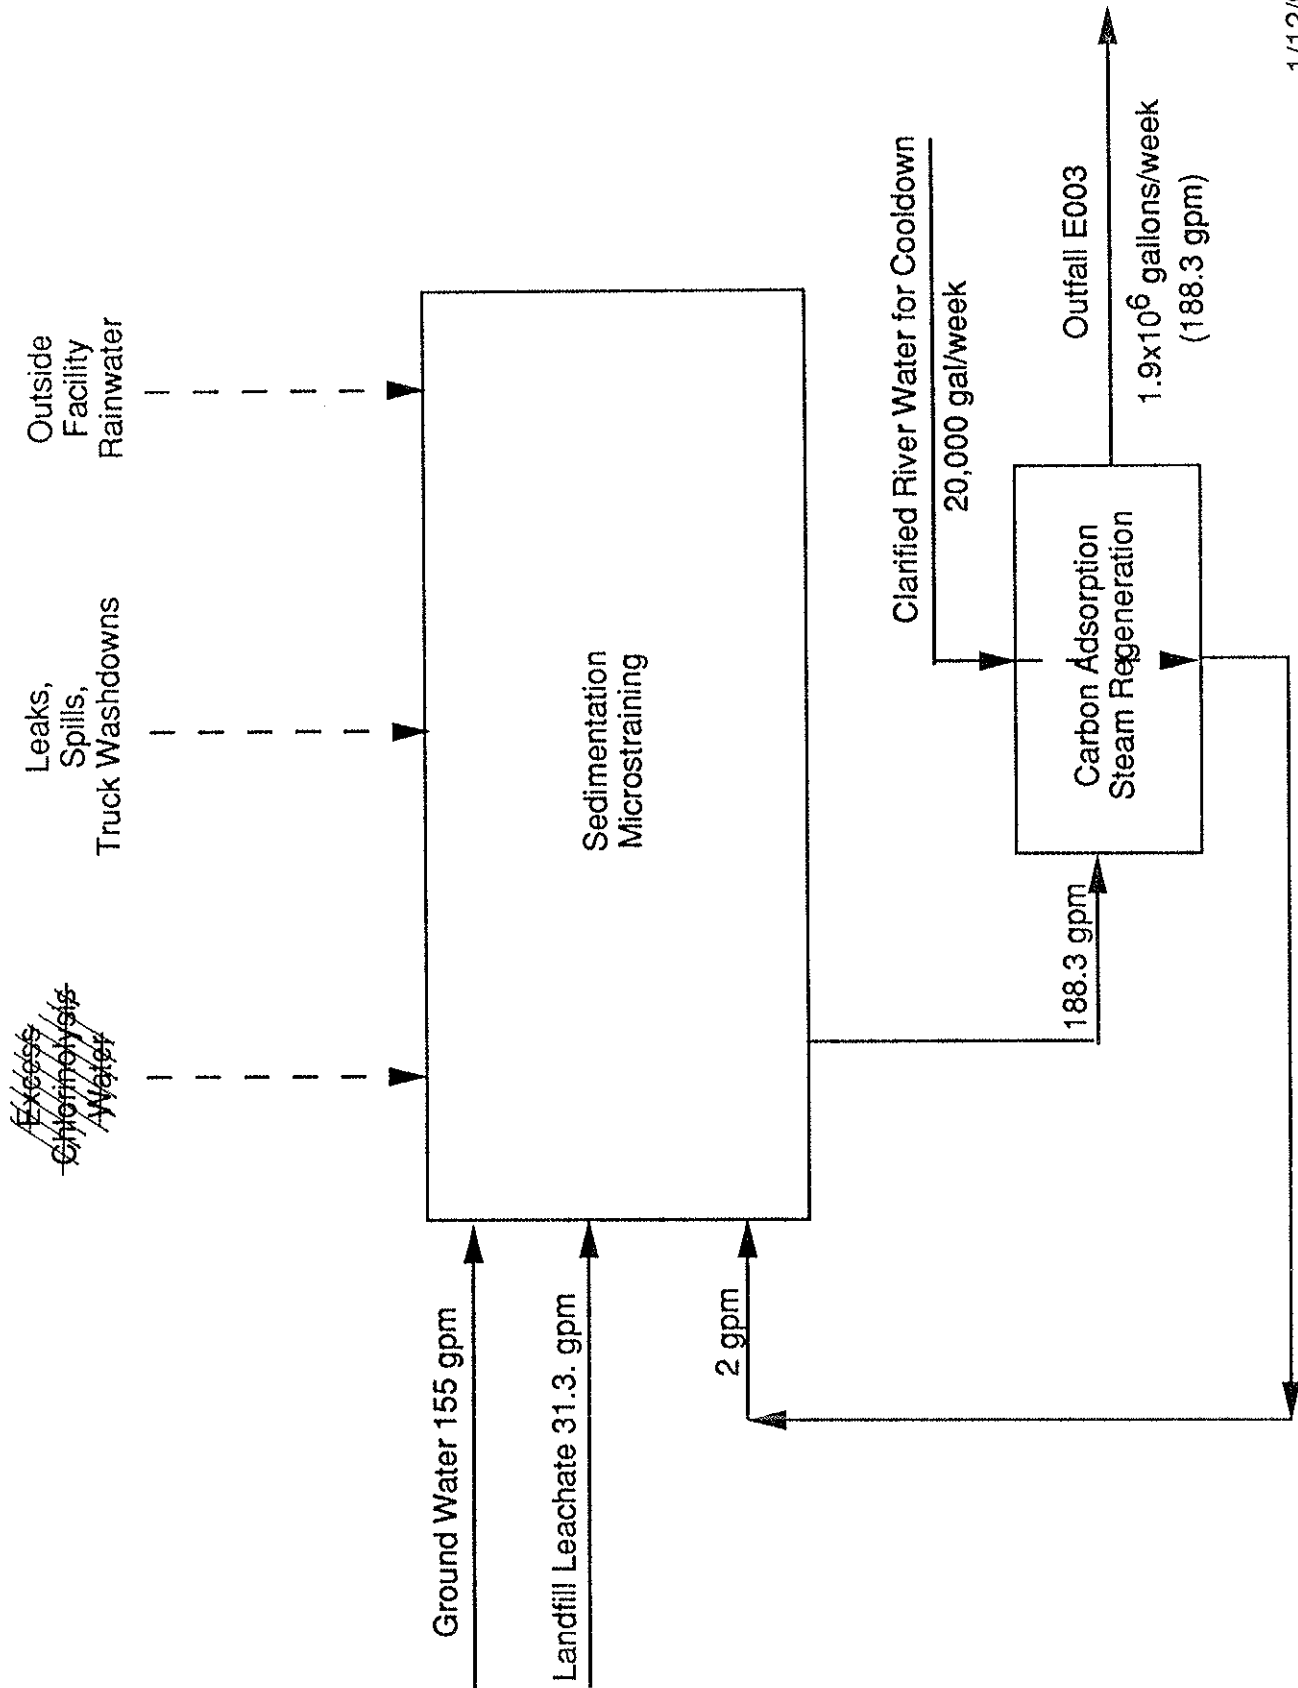 Excess
Chlorinolysis
Water
Leaks,
Spills,
Truck Washdowns
Outside
Facility
Rainwater
Ground Water 155 gpm
Landfill Leachate 31.3. gpm
2 gpm
Sedimentation
Microstraining
Clarified River Water for Cooldown
20,000 gal/week
188.3 gpm
Carbon Adsorption
Steam Regeneration
Outfall E003
1.9x10⁶ gallons/week
(188.3 gpm)